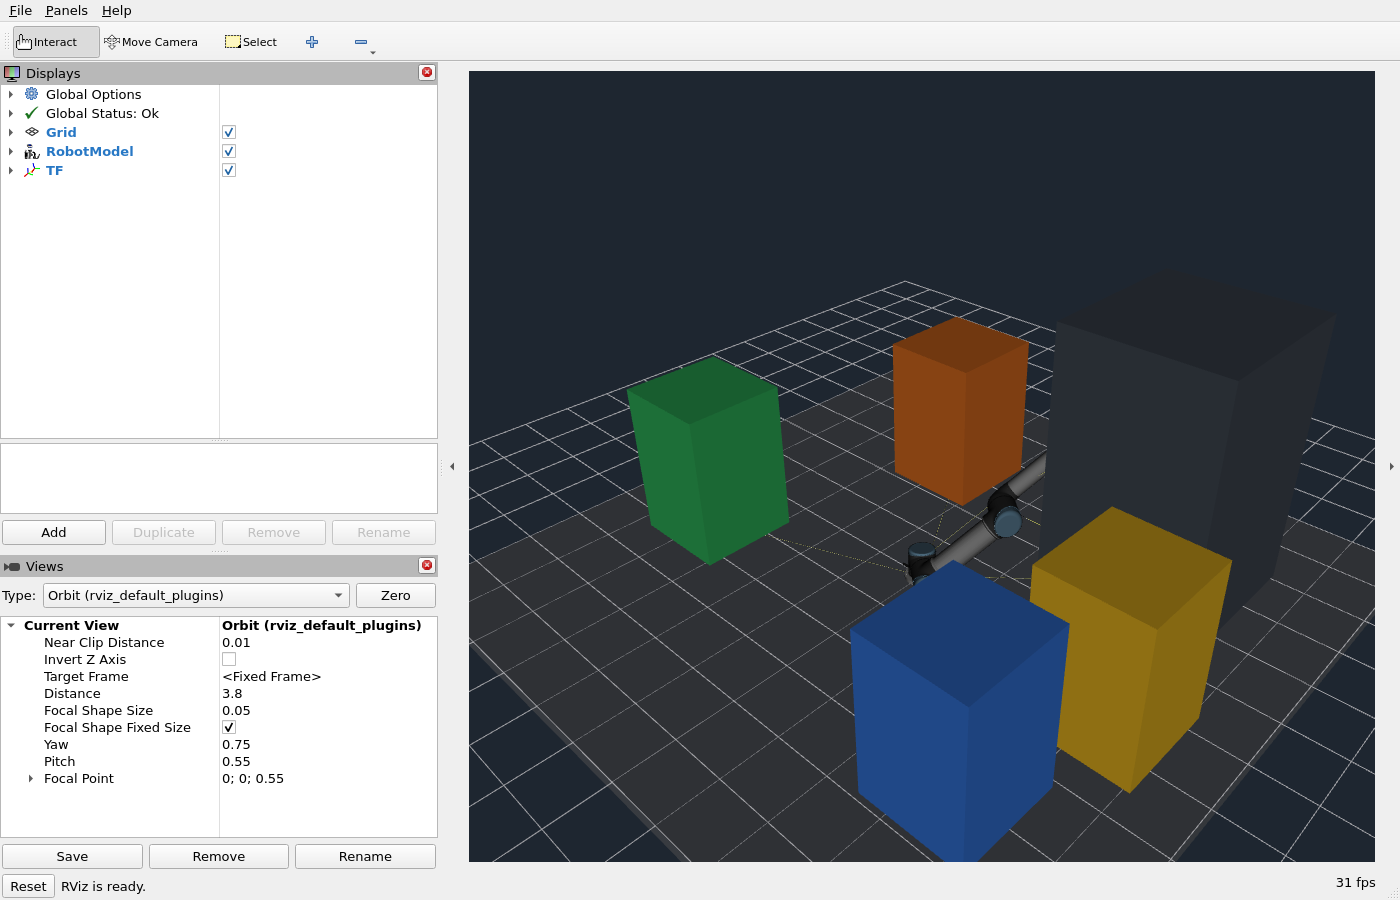 File Panels Help
Interact Move Camera Select
Displays
Global Options
Global Status: Ok
Grid
RobotModel
TF
Add Duplicate Remove Rename
Views
Type: Orbit (rviz_default_plugins) Zero
Current View Orbit (rviz_default_plugins)
Near Clip Distance 0.01
Invert Z Axis
Target Frame <Fixed Frame>
Distance 3.8
Focal Shape Size 0.05
Focal Shape Fixed Size
Yaw 0.75
Pitch 0.55
Focal Point 0; 0; 0.55
Save Remove Rename
Reset RViz is ready. 31 fps